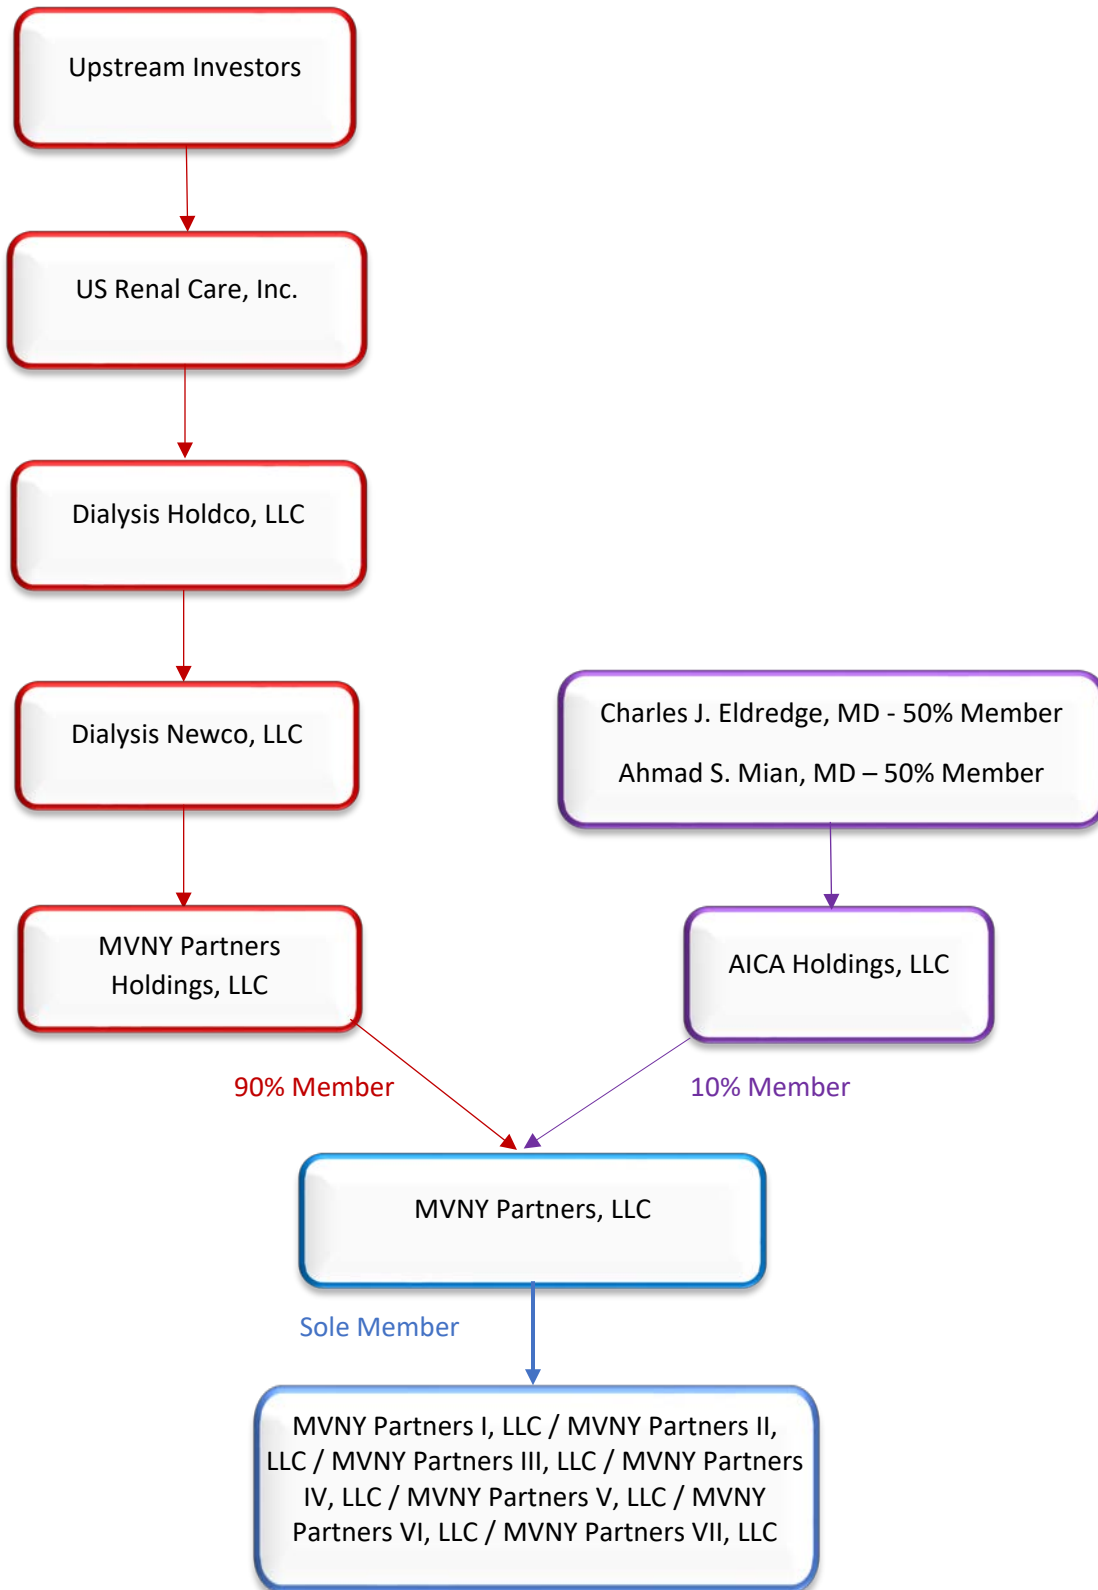 Upstream Investors
US Renal Care, Inc.
Dialysis Holdco, LLC
Dialysis Newco, LLC
Charles J. Eldredge, MD - 50% Member
Ahmad S. Mian, MD – 50% Member
MVNY Partners
Holdings, LLC
AICA Holdings, LLC
90% Member
10% Member
MVNY Partners, LLC
Sole Member
MVNY Partners I, LLC / MVNY Partners II,
LLC / MVNY Partners III, LLC / MVNY Partners
IV, LLC / MVNY Partners V, LLC / MVNY
Partners VI, LLC / MVNY Partners VII, LLC